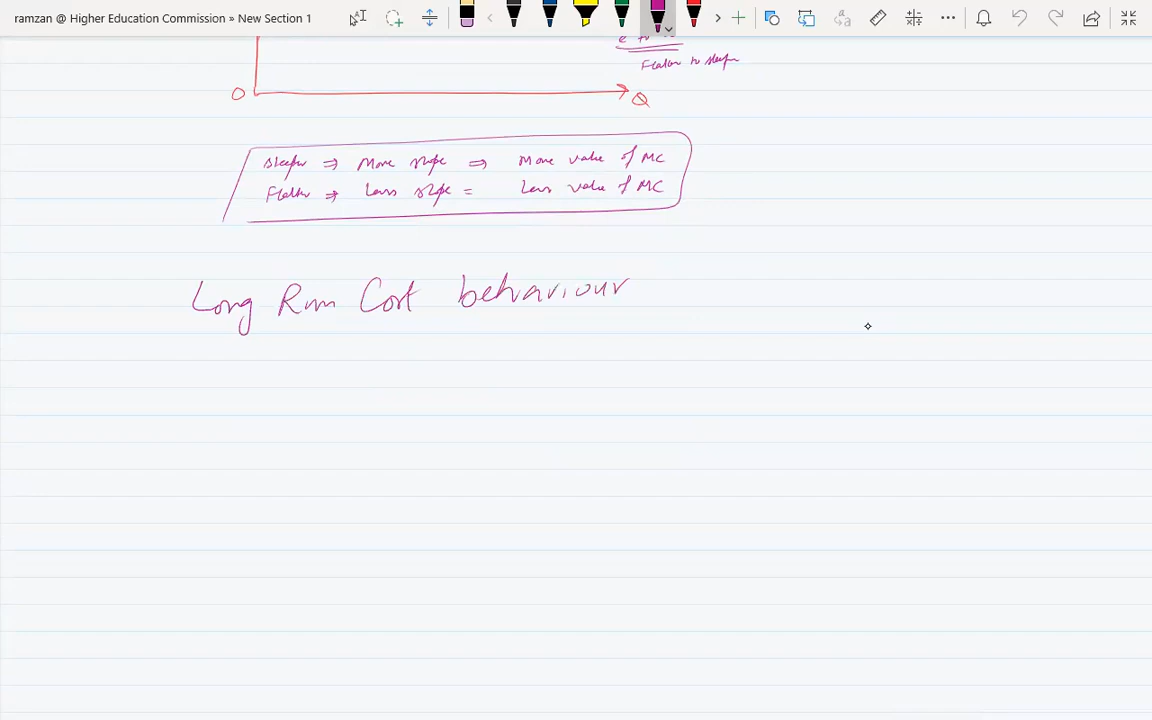 ramzan @ Higher Education Commission » New Section 1
Flatter to steeper
O
Q
Steeper ⇒ More slope ⇒ More value of MC
Flatter → Less slope = Less value of MC
Long Run Cost behaviour